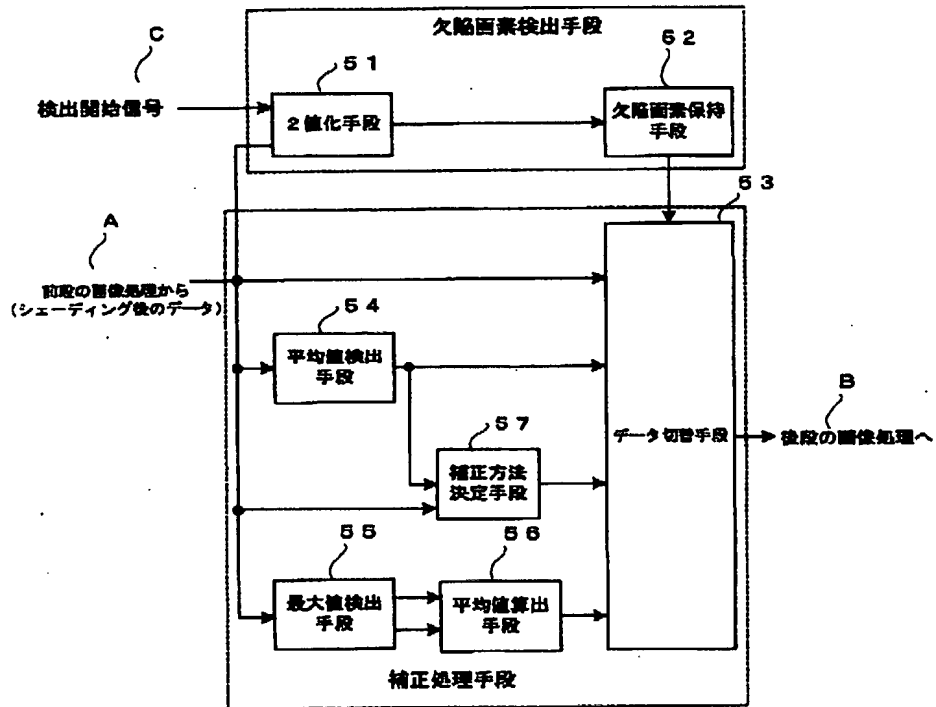 欠陥画素検出手段
C
51
52
検出開始信号
2値化手段
欠陥画素保持
手段
53
A
前段の画像処理から
(シェーディング後のデータ)
54
平均値検出
手段
B
57
データ切替手段
後段の画像処理へ
補正方法
決定手段
55
56
最大値検出
手段
平均値算出
手段
補正処理手段